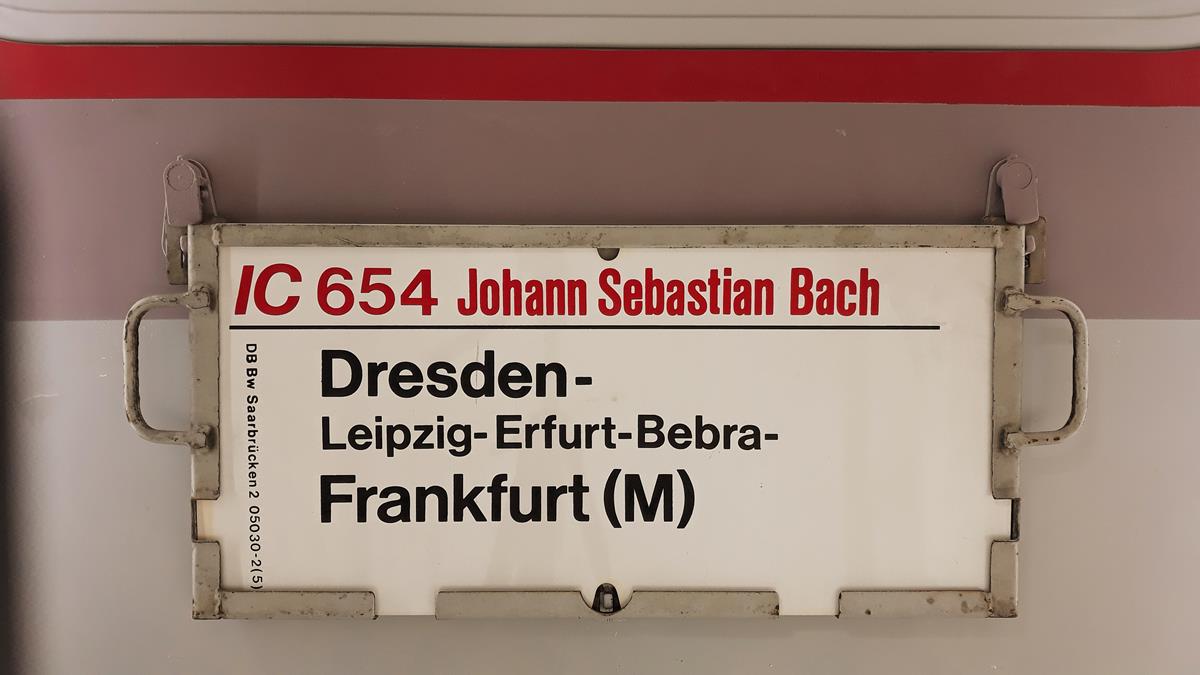 IC 654 Johann Sebastian Bach
Dresden-
Leipzig-Erfurt-Bebra-
Frankfurt (M)
DB Bw Saarbrücken 2 05030-2(5)